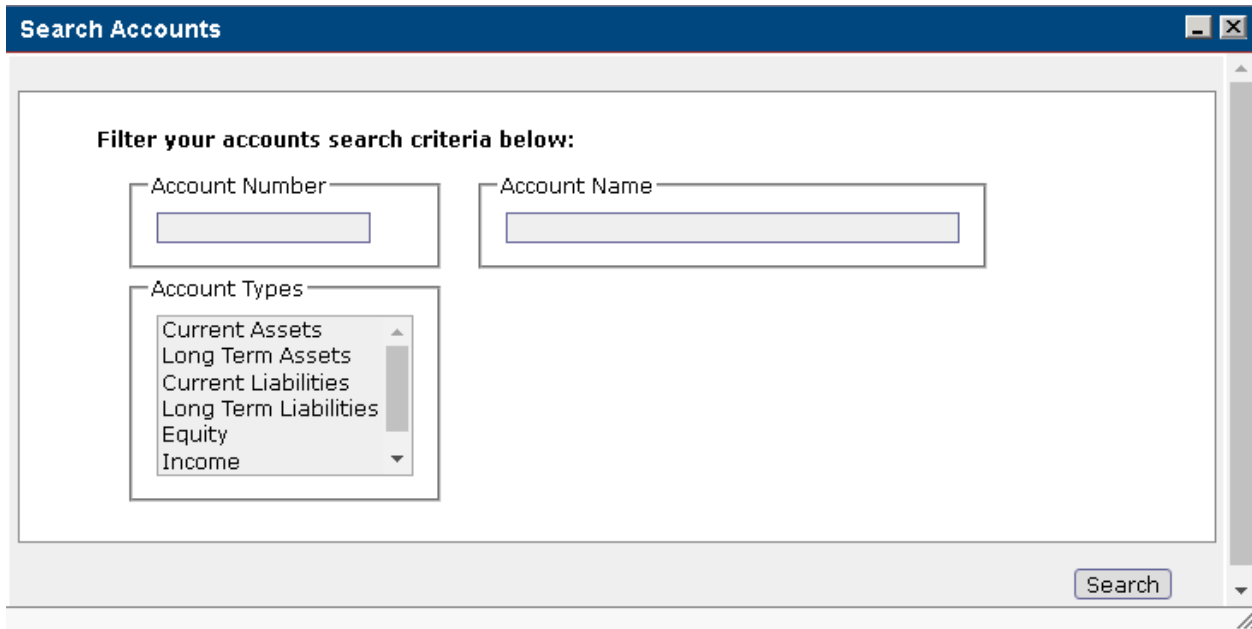 Search Accounts
Filter your accounts search criteria below:
Account Number
Account Name
Account Types
Current Assets
Long Term Assets
Current Liabilities
Long Term Liabilities
Equity
Income
Search